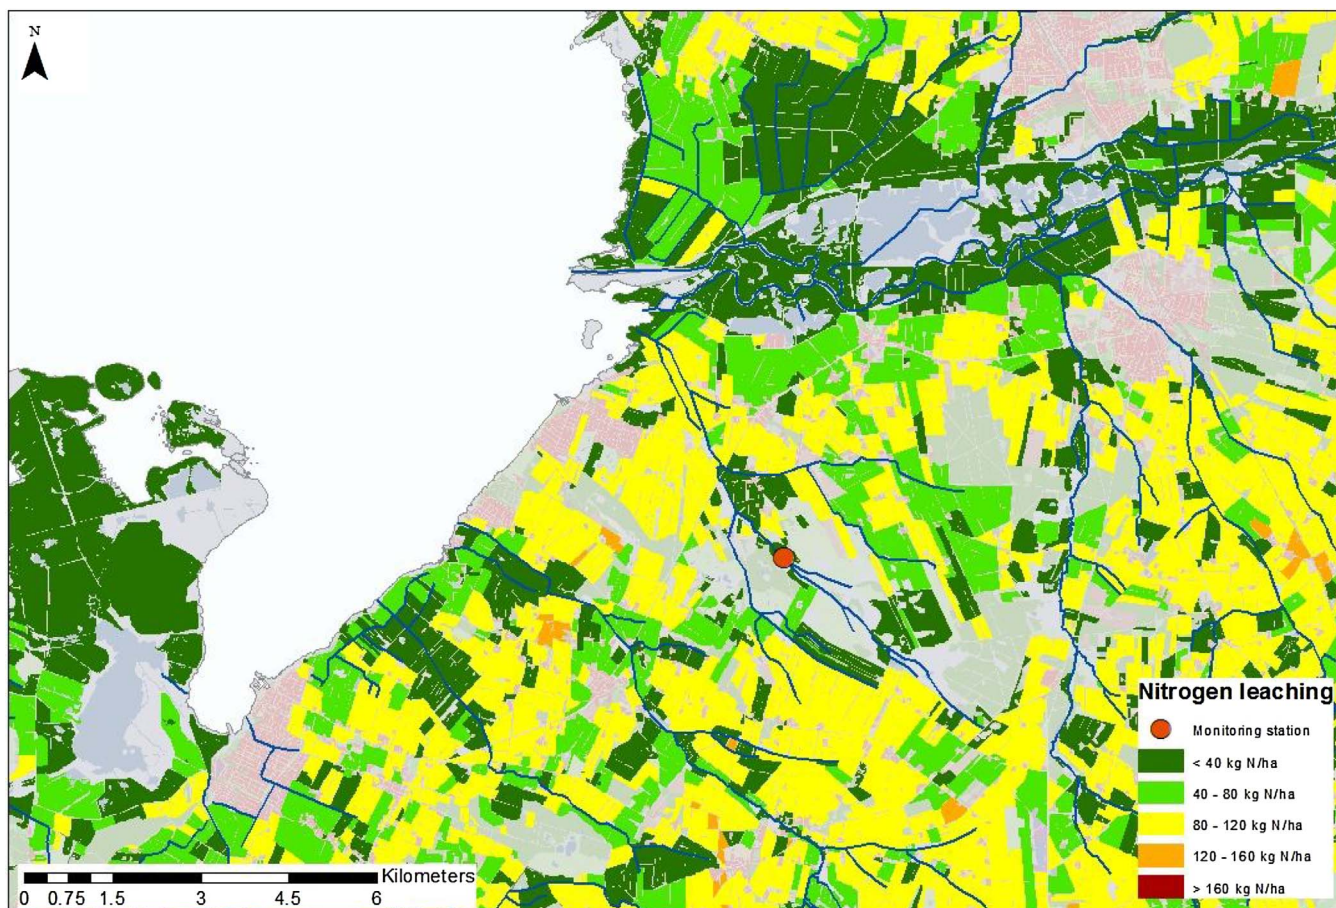 N
Nitrogen leaching
Monitoring station
< 40 kg N/ha
40 - 80 kg N/ha
80 - 120 kg N/ha
120 - 160 kg N/ha
> 160 kg N/ha
Kilometers
0 0.75 1.5 3 4.5 6